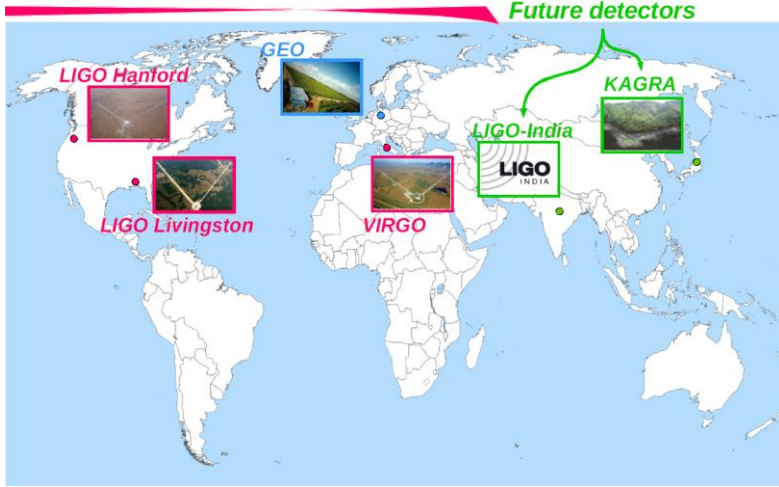 Future detectors
GEO
LIGO Hanford
KAGRA
LIGO-India
LIGO
INDIA
LIGO Livingston
VIRGO